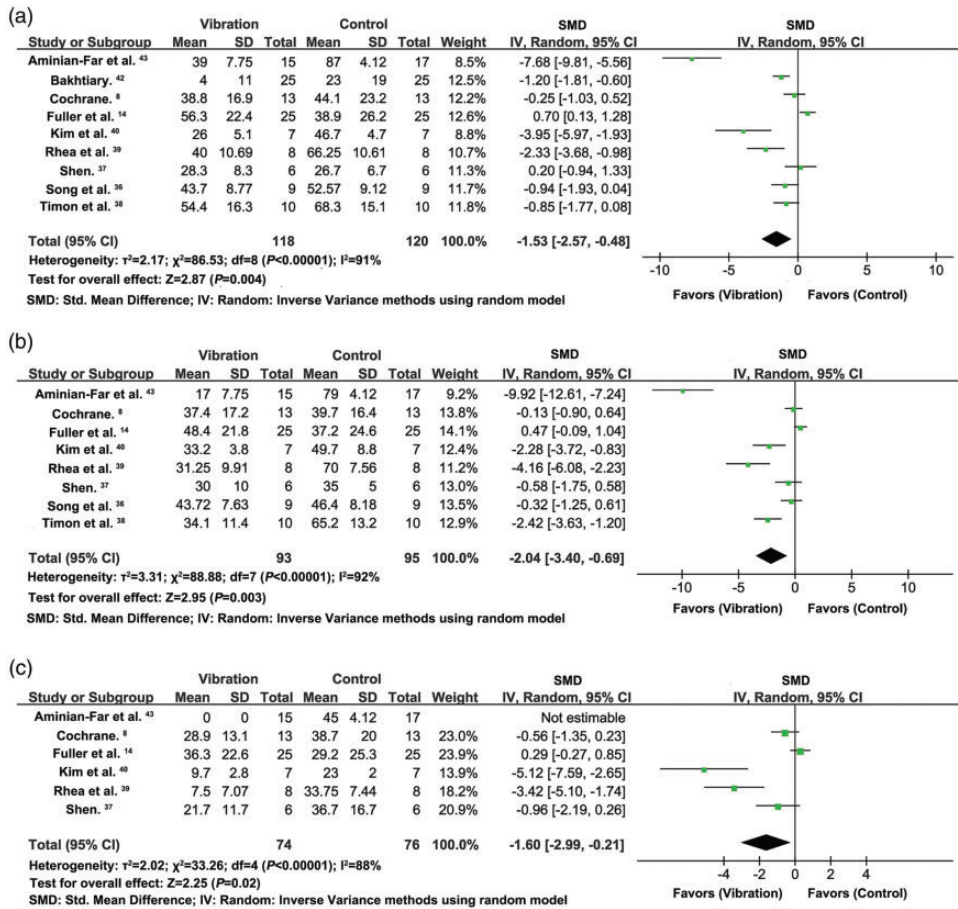 (a)
Vibration Control SMD SMD
Study or Subgroup Mean SD Total Mean SD Total Weight IV, Random, 95% CI IV, Random, 95% CI
Aminian-Far et al. 43 39 7.75 15 87 4.12 17 8.5% -7.68 [-9.81, -5.56]
Bakhtiary. 42 4 11 25 23 19 25 12.6% -1.20 [-1.81, -0.60]
Cochrane. 8 38.8 16.9 13 44.1 23.2 13 12.2% -0.25 [-1.03, 0.52]
Fuller et al. 14 56.3 22.4 25 38.9 26.2 25 12.6% 0.70 [0.13, 1.28]
Kim et al. 40 26 5.1 7 46.7 4.7 7 8.8% -3.95 [-5.97, -1.93]
Rhea et al. 39 40 10.69 8 66.25 10.61 8 10.7% -2.33 [-3.68, -0.98]
Shen. 37 28.3 8.3 6 26.7 6.7 6 11.3% 0.20 [-0.94, 1.33]
Song et al. 36 43.7 8.77 9 52.57 9.12 9 11.5% -0.94 [-1.93, 0.04]
Timon et al. 38 54.4 16.3 10 68.3 15.1 10 11.8% -0.85 [-1.77, 0.08]
Total (95% CI) 118 120 100.0% -1.53 [-2.57, -0.48]
Heterogeneity: τ²=2.17; χ²=86.53; df=8 (P<0.00001); I²=91%
-10 -5 0 5 10
Test for overall effect: Z=2.87 (P=0.004)
Favors (Vibration) Favors (Control)
SMD: Std. Mean Difference; IV: Random: Inverse Variance methods using random model
(b)
Vibration Control SMD SMD
Study or Subgroup Mean SD Total Mean SD Total Weight IV, Random, 95% CI IV, Random, 95% CI
Aminian-Far et al. 43 17 7.75 15 79 4.12 17 9.2% -9.92 [-12.61, -7.24]
Cochrane. 8 37.4 17.2 13 39.7 16.4 13 13.8% -0.13 [-0.90, 0.64]
Fuller et al. 14 48.4 21.8 25 37.2 24.6 25 14.1% 0.47 [-0.09, 1.04]
Kim et al. 40 33.2 3.8 7 49.7 8.8 7 12.4% -2.28 [-3.72, -0.83]
Rhea et al. 39 31.25 9.91 8 70 7.56 8 11.2% -4.16 [-6.08, -2.23]
Shen. 37 30 10 6 35 5 6 13.0% -0.58 [-1.75, 0.58]
Song et al. 36 43.72 7.63 9 46.4 8.18 9 13.5% -0.32 [-1.25, 0.61]
Timon et al. 38 34.1 11.4 10 65.2 13.2 10 12.9% -2.42 [-3.63, -1.20]
Total (95% CI) 93 95 100.0% -2.04 [-3.40, -0.69]
Heterogeneity: τ²=3.31; χ²=88.88; df=7 (P<0.00001); I²=92%
-10 -5 0 5 10
Test for overall effect: Z=2.95 (P=0.003)
Favors (Vibration) Favors (Control)
SMD: Std. Mean Difference; IV: Random: Inverse Variance methods using random model
(c)
Vibration Control SMD SMD
Study or Subgroup Mean SD Total Mean SD Total Weight IV, Random, 95% CI IV, Random, 95% CI
Aminian-Far et al. 43 0 0 15 45 4.12 17 Not estimable
Cochrane. 8 28.9 13.1 13 38.7 20 13 23.0% -0.56 [-1.35, 0.23]
Fuller et al. 14 36.3 22.6 25 29.2 25.3 25 23.9% 0.29 [-0.27, 0.85]
Kim et al. 40 9.7 2.8 7 23 2 7 13.9% -5.12 [-7.59, -2.65]
Rhea et al. 39 7.5 7.07 8 33.75 7.44 8 18.2% -3.42 [-5.10, -1.74]
Shen. 37 21.7 11.7 6 36.7 16.7 6 20.9% -0.96 [-2.19, 0.26]
Total (95% CI) 74 76 100.0% -1.60 [-2.99, -0.21]
Heterogeneity: τ²=2.02; χ²=33.26; df=4 (P<0.00001); I²=88%
-4 -2 0 2 4
Test for overall effect: Z=2.25 (P=0.02)
Favors (Vibration) Favors (Control)
SMD: Std. Mean Difference; IV: Random: Inverse Variance methods using random model